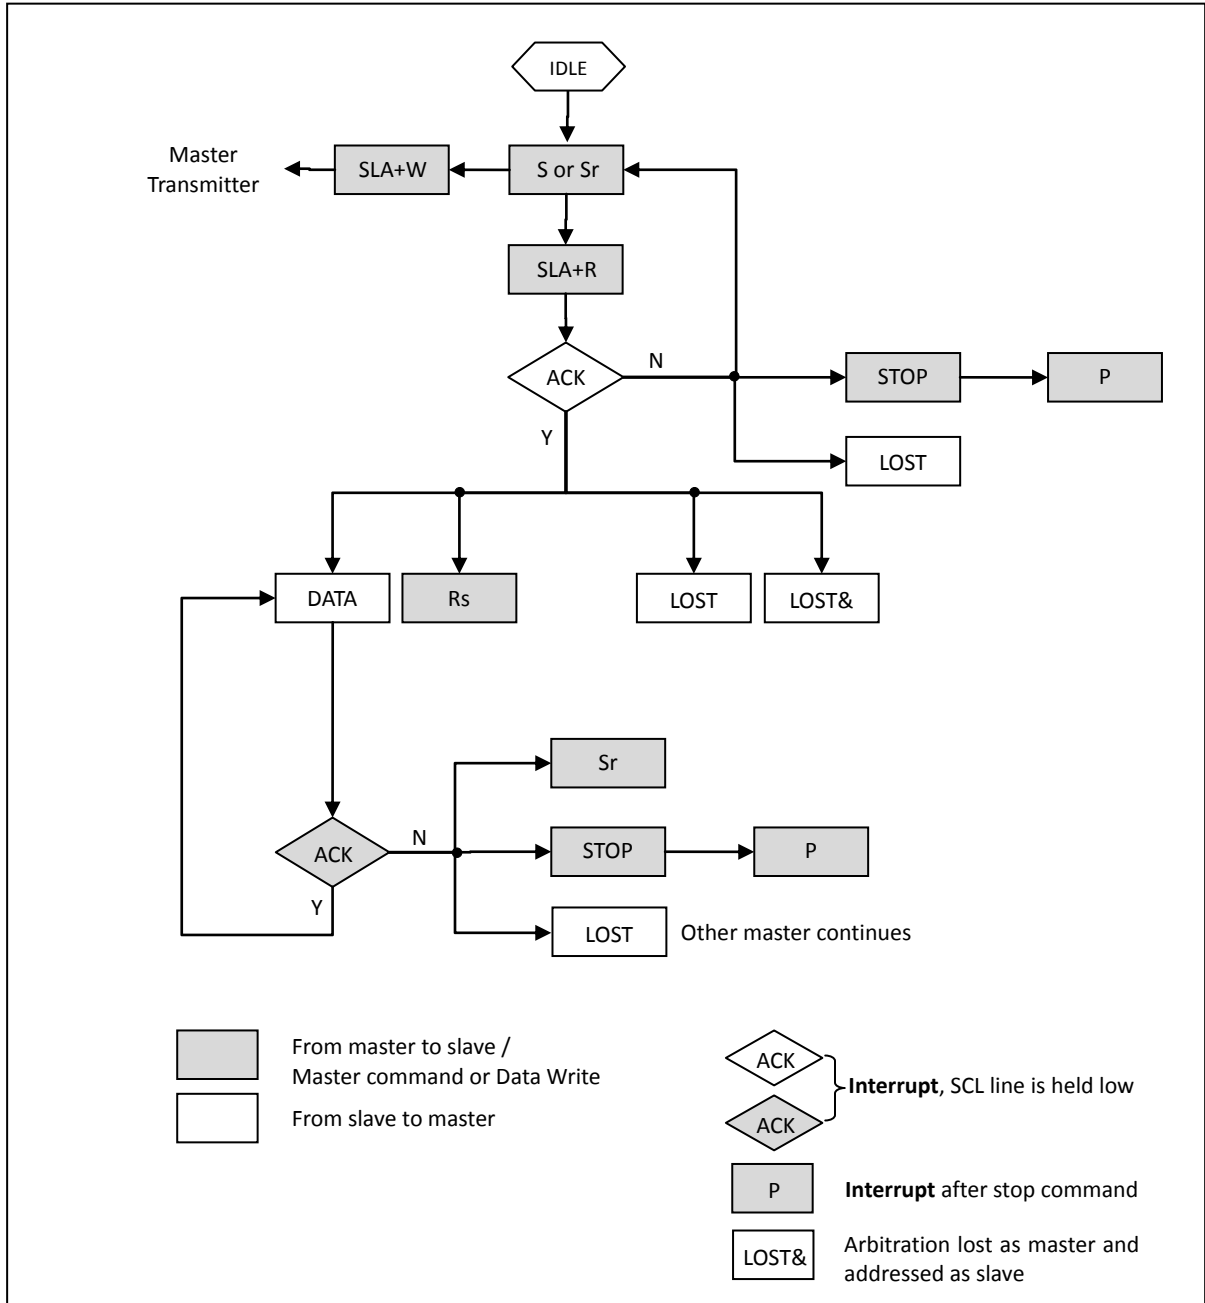 IDLE
Master
Transmitter
SLA+W
S or Sr
SLA+R
ACK
N
STOP
P
Y
LOST
DATA
Rs
LOST
LOST&
Sr
ACK
N
STOP
P
Y
LOST
Other master continues
From master to slave /
Master command or Data Write
From slave to master
ACK
Interrupt, SCL line is held low
ACK
P
Interrupt after stop command
LOST&
Arbitration lost as master and
addressed as slave